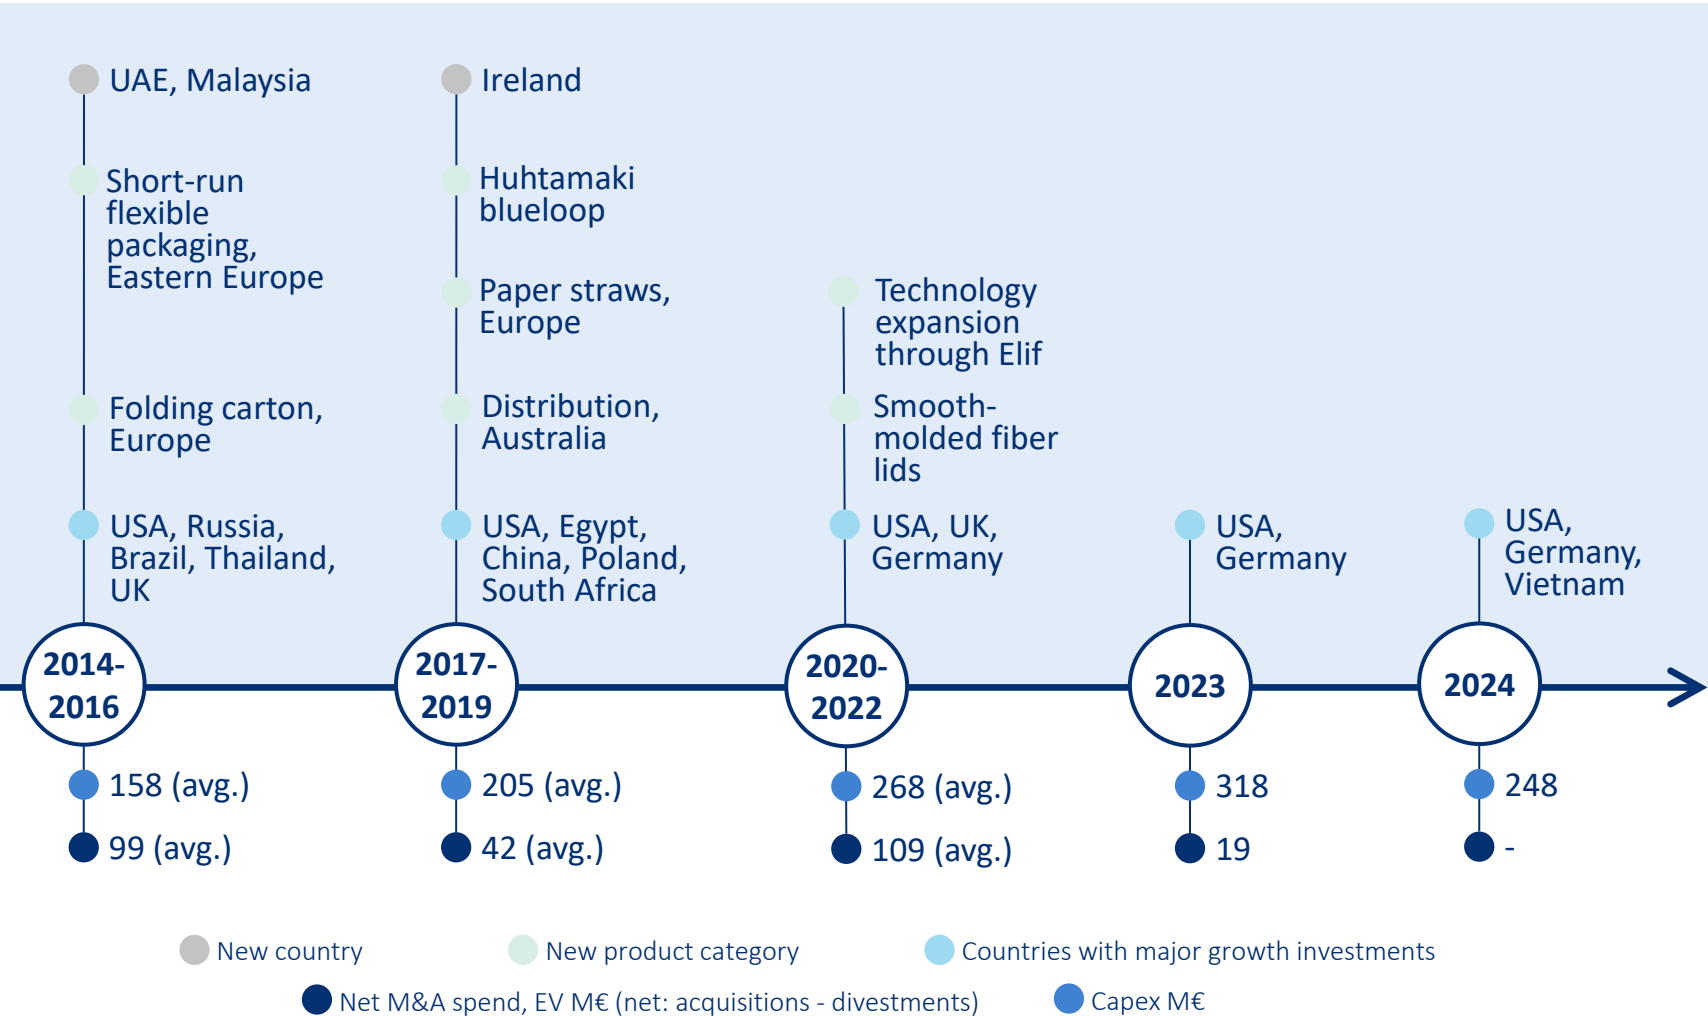 UAE, Malaysia
Short-run
flexible
packaging,
Eastern Europe
Folding carton,
Europe
USA, Russia,
Brazil, Thailand,
UK
2014-
2016
158 (avg.)
99 (avg.)
Ireland
Huhtamaki
blueloop
Paper straws,
Europe
Distribution,
Australia
USA, Egypt,
China, Poland,
South Africa
2017-
2019
205 (avg.)
42 (avg.)
Technology
expansion
through Elif
Smooth-
molded fiber
lids
USA, UK,
Germany
2020-
2022
268 (avg.)
109 (avg.)
USA,
Germany
2023
318
19
USA,
Germany,
Vietnam
2024
248
-
New country
New product category
Countries with major growth investments
Net M&A spend, EV M€ (net: acquisitions - divestments)
Capex M€